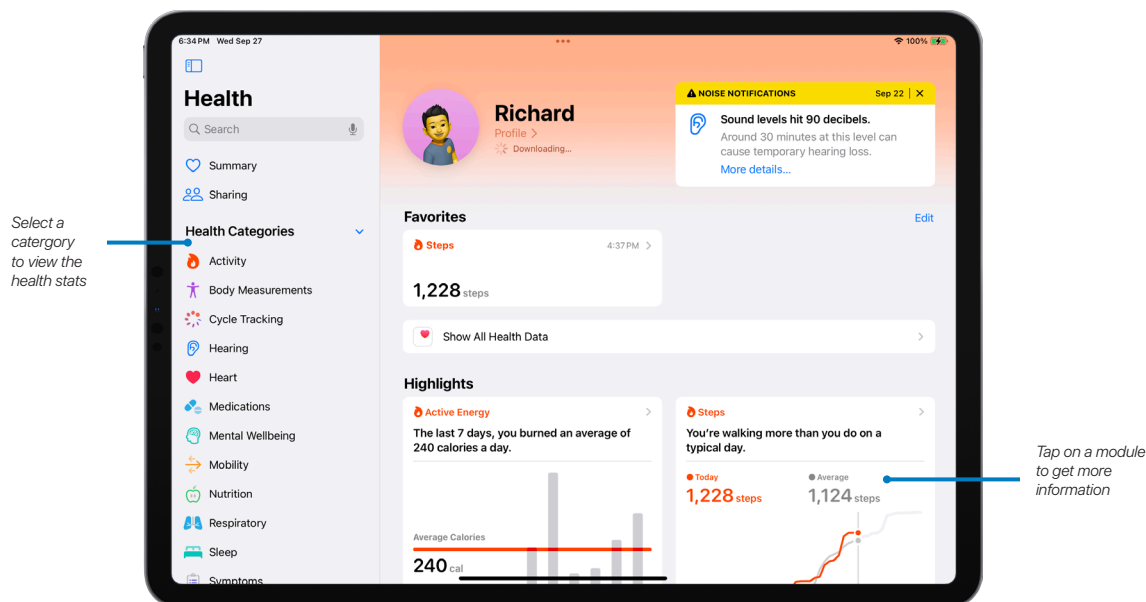 6:34 PM Wed Sep 27
100%
Health
Search
Summary
Sharing
Health Categories
Activity
Body Measurements
Cycle Tracking
Hearing
Heart
Medications
Mental Wellbeing
Mobility
Nutrition
Respiratory
Sleep
Symptoms
Richard
Profile >
Downloading...
NOISE NOTIFICATIONS Sep 22 | ×
Sound levels hit 90 decibels.
Around 30 minutes at this level can
cause temporary hearing loss.
More details...
Favorites Edit
Steps 4:37 PM >
1,228 steps
Show All Health Data >
Highlights
Active Energy >
The last 7 days, you burned an average of
240 calories a day.
Average Calories
240 cal
Steps >
You're walking more than you do on a
typical day.
Today Average
1,228 steps 1,124 steps
Select a
catergory
to view the
health stats
Tap on a module
to get more
information